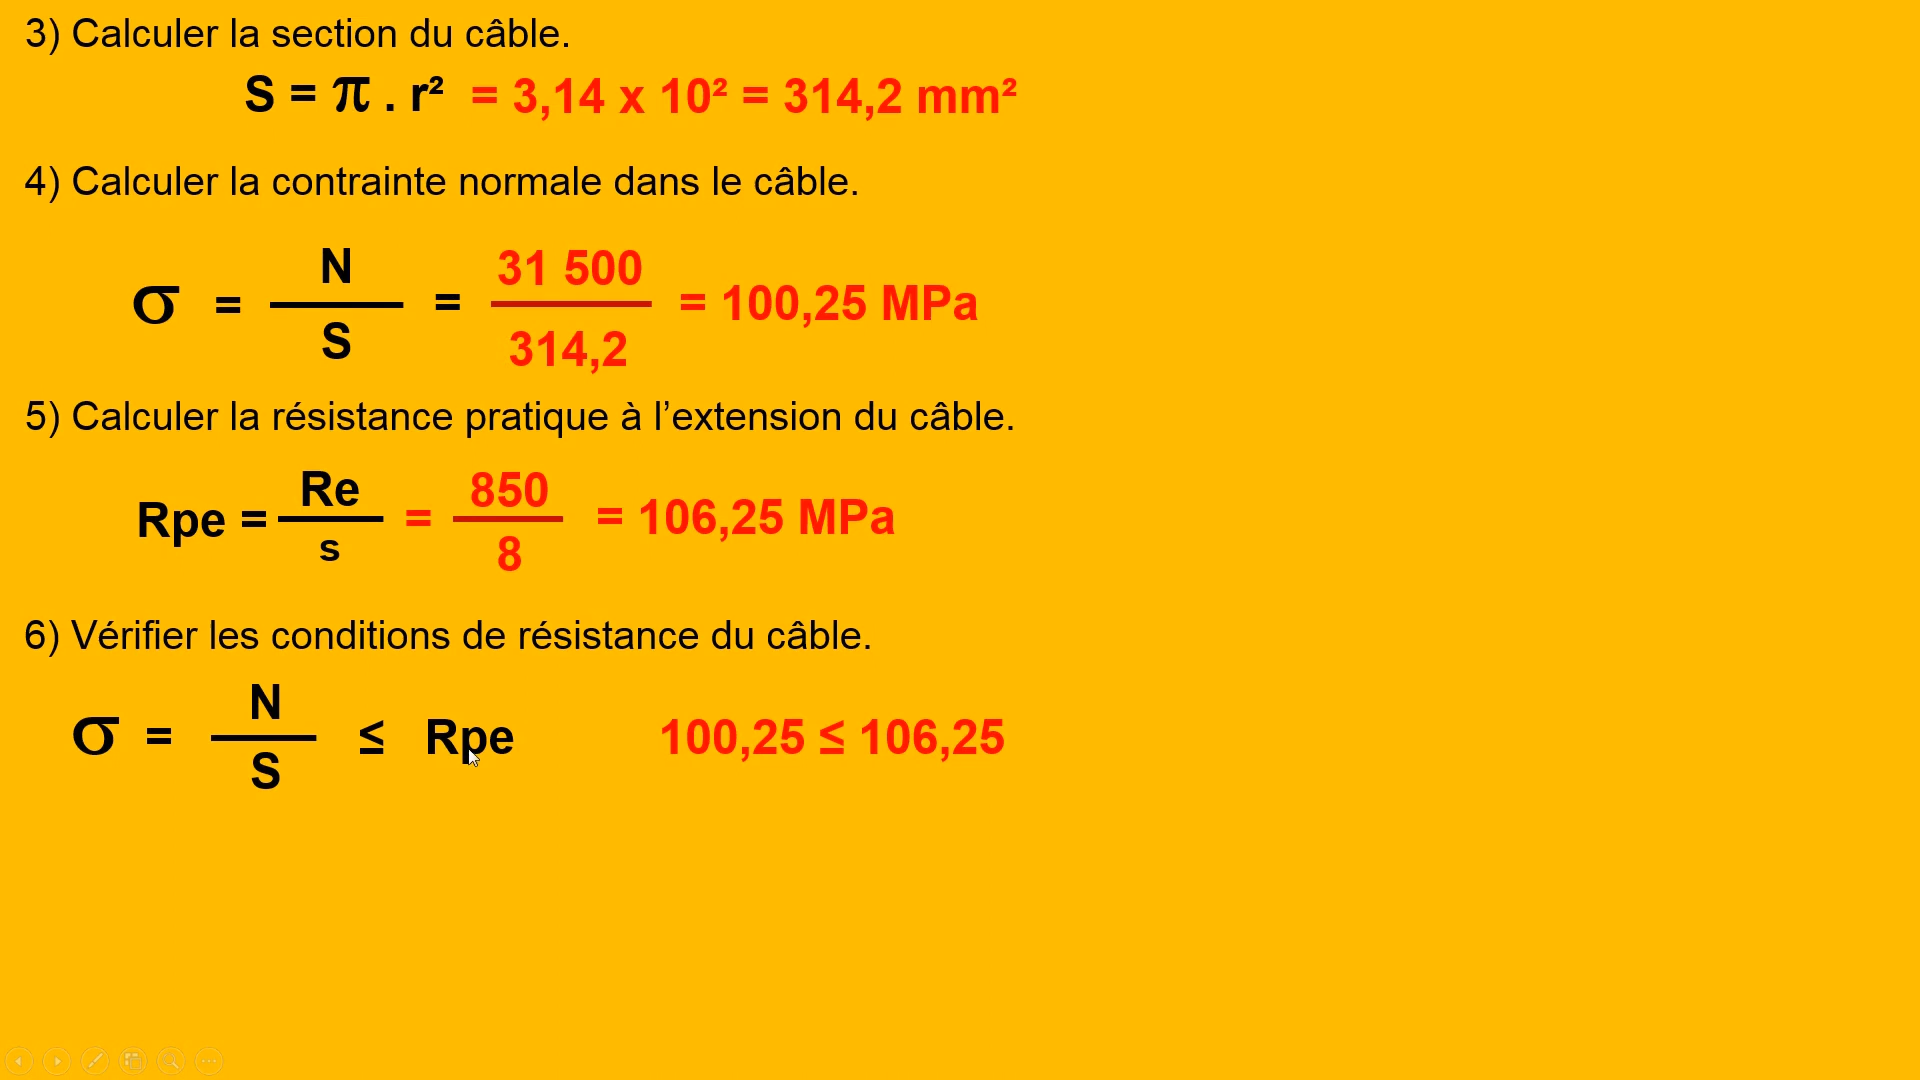 3) Calculer la section du câble.
S = π . r² = 3,14 x 10² = 314,2 mm²
4) Calculer la contrainte normale dans le câble.
N
31 500
σ = = = 100,25 MPa
S
314,2
5) Calculer la résistance pratique à l’extension du câble.
Re
850
Rpe = = = 106,25 MPa
s
8
6) Vérifier les conditions de résistance du câble.
N
σ = ≤ Rpe 100,25 ≤ 106,25
S